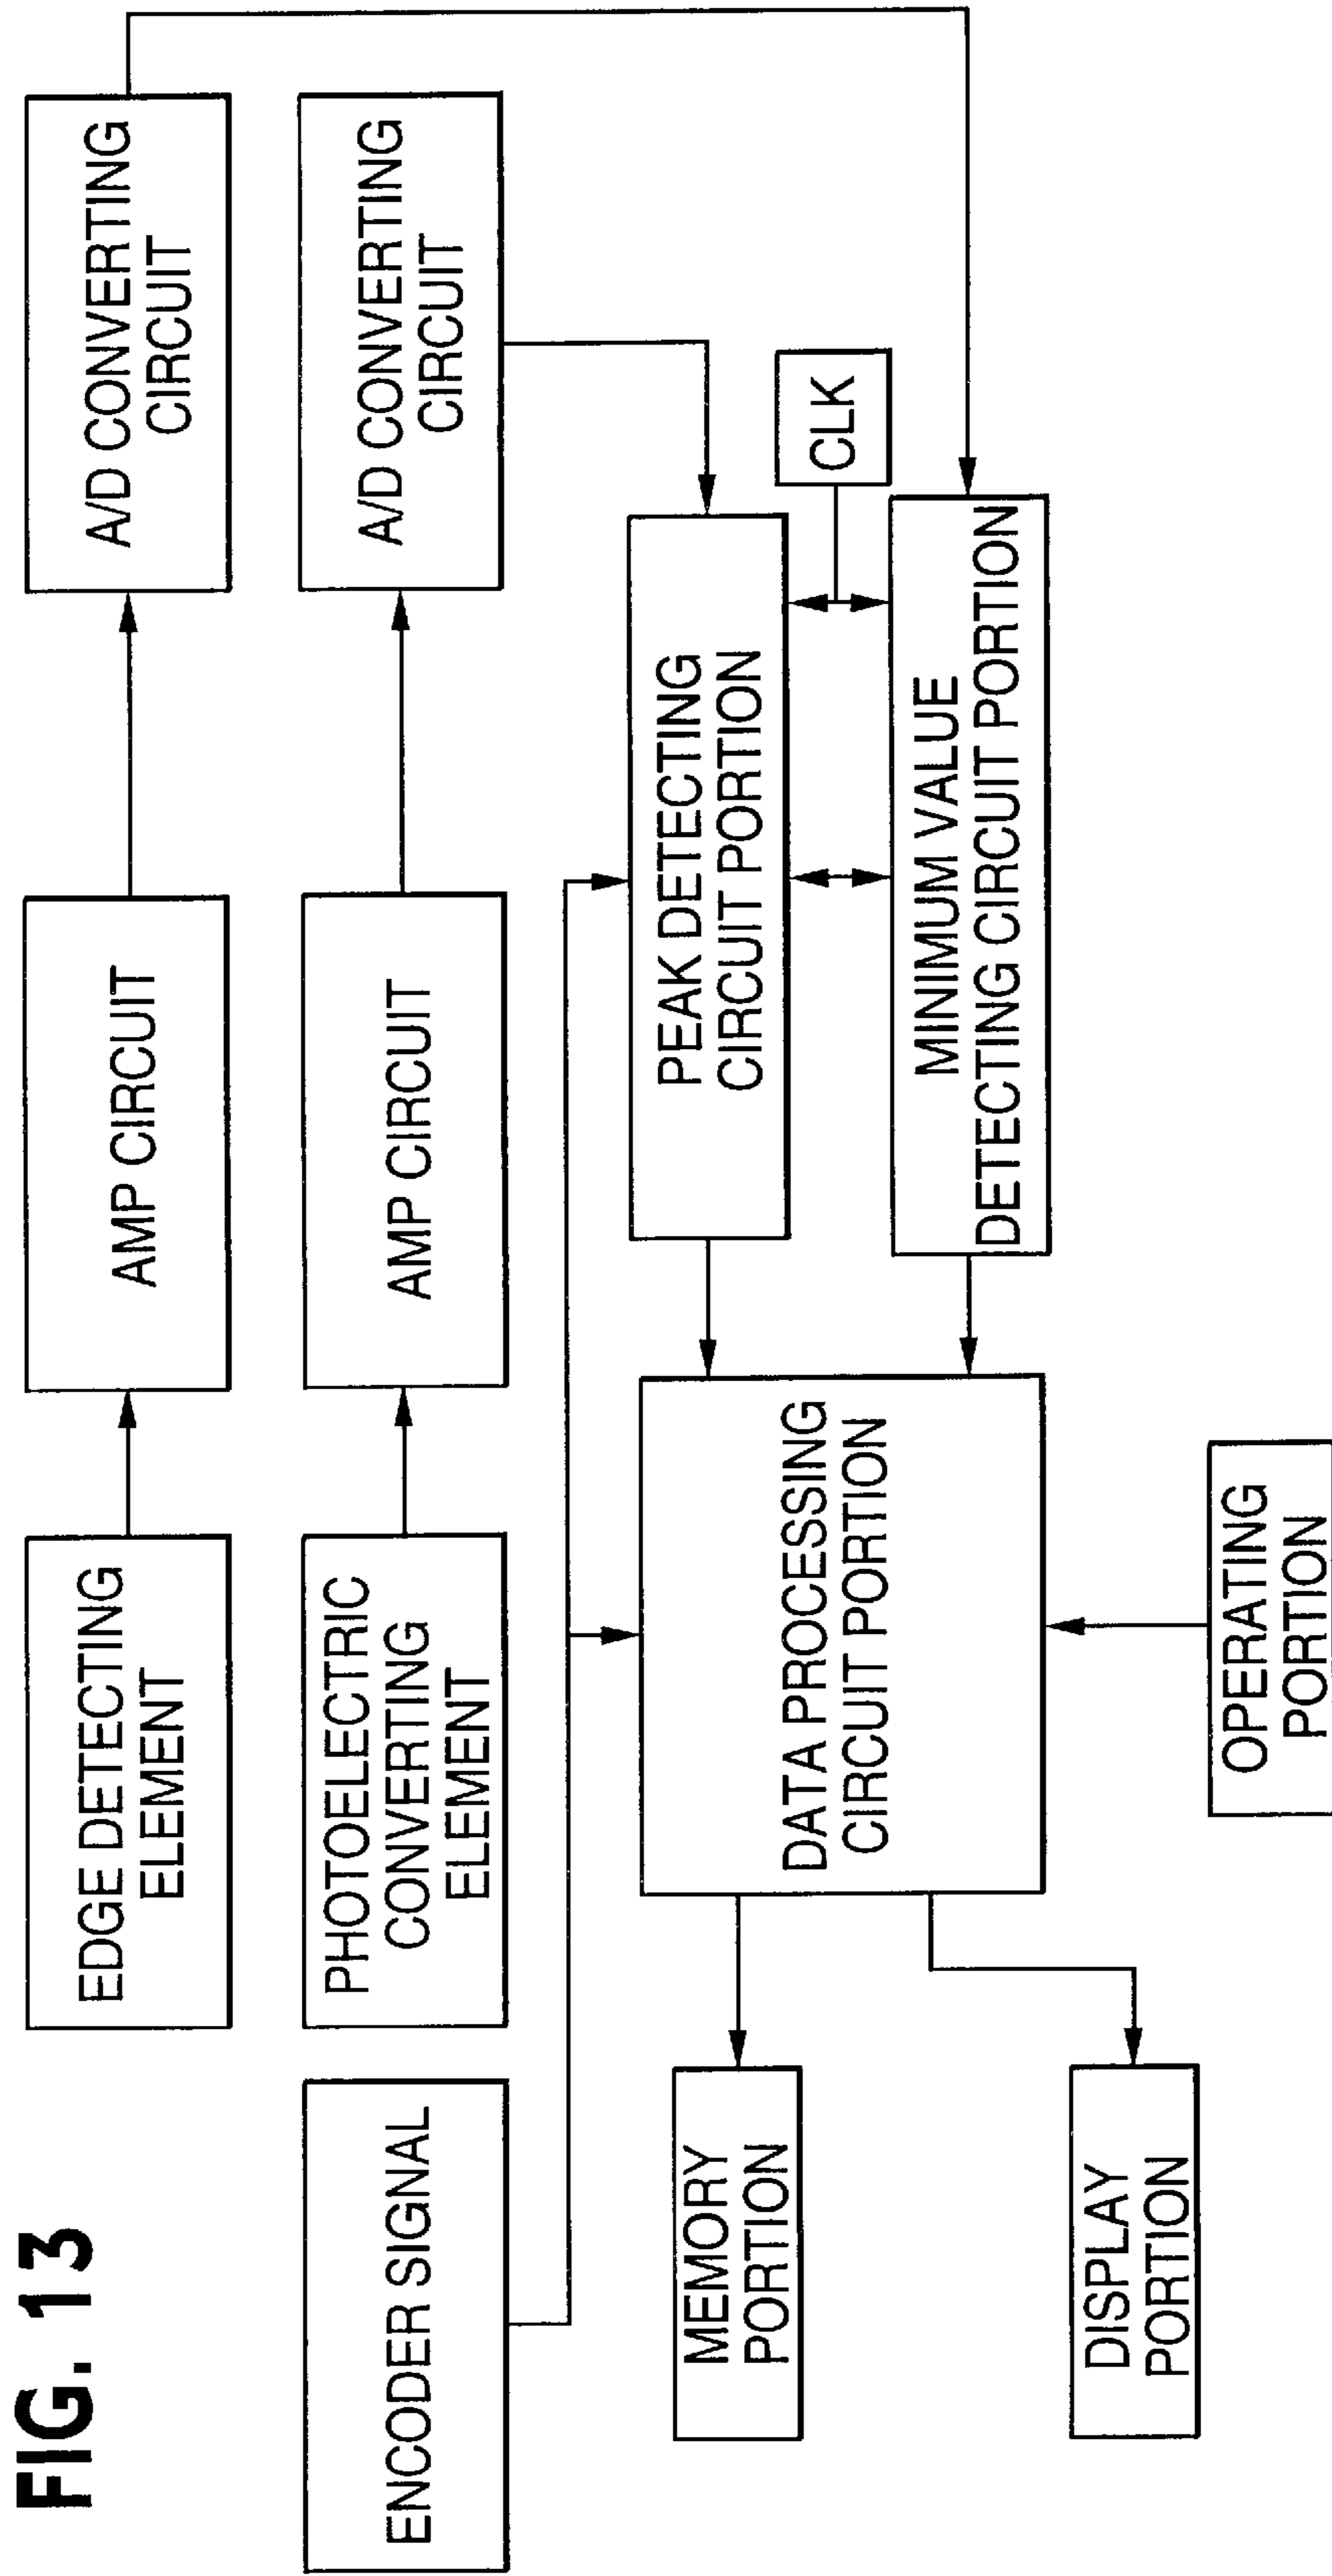 FIG. 13
EDGE DETECTING
ELEMENT
AMP CIRCUIT
A/D CONVERTING
CIRCUIT
ENCODER SIGNAL
PHOTOELECTRIC
CONVERTING
ELEMENT
AMP CIRCUIT
A/D CONVERTING
CIRCUIT
MEMORY
PORTION
DATA PROCESSING
CIRCUIT PORTION
PEAK DETECTING
CIRCUIT PORTION
CLK
MINIMUM VALUE
DETECTING CIRCUIT PORTION
DISPLAY
PORTION
OPERATING
PORTION